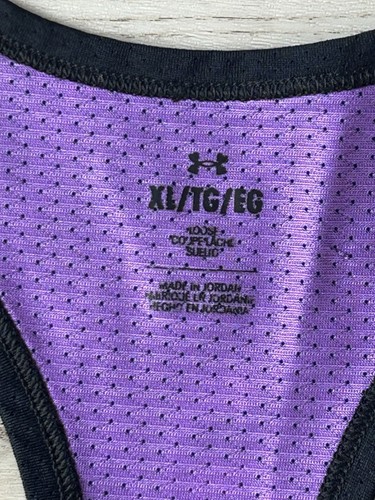 XL/TG/EG
LOOSE
COUPE LÂCHE
SUELTO
MADE IN JORDAN
FABRIQUÉ EN JORDANIE
HECHO EN JORDANIA